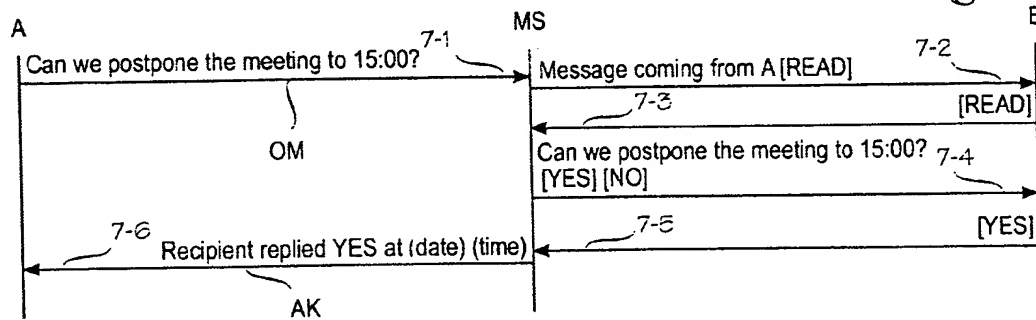 A MS
7-1
Can we postpone the meeting to 15:00?
7-2
Message coming from A [READ]
7-3
[READ]
OM
Can we postpone the meeting to 15:00?
7-4
[YES] [NO]
7-6
7-5
[YES]
Recipient replied YES at (date) (time)
AK